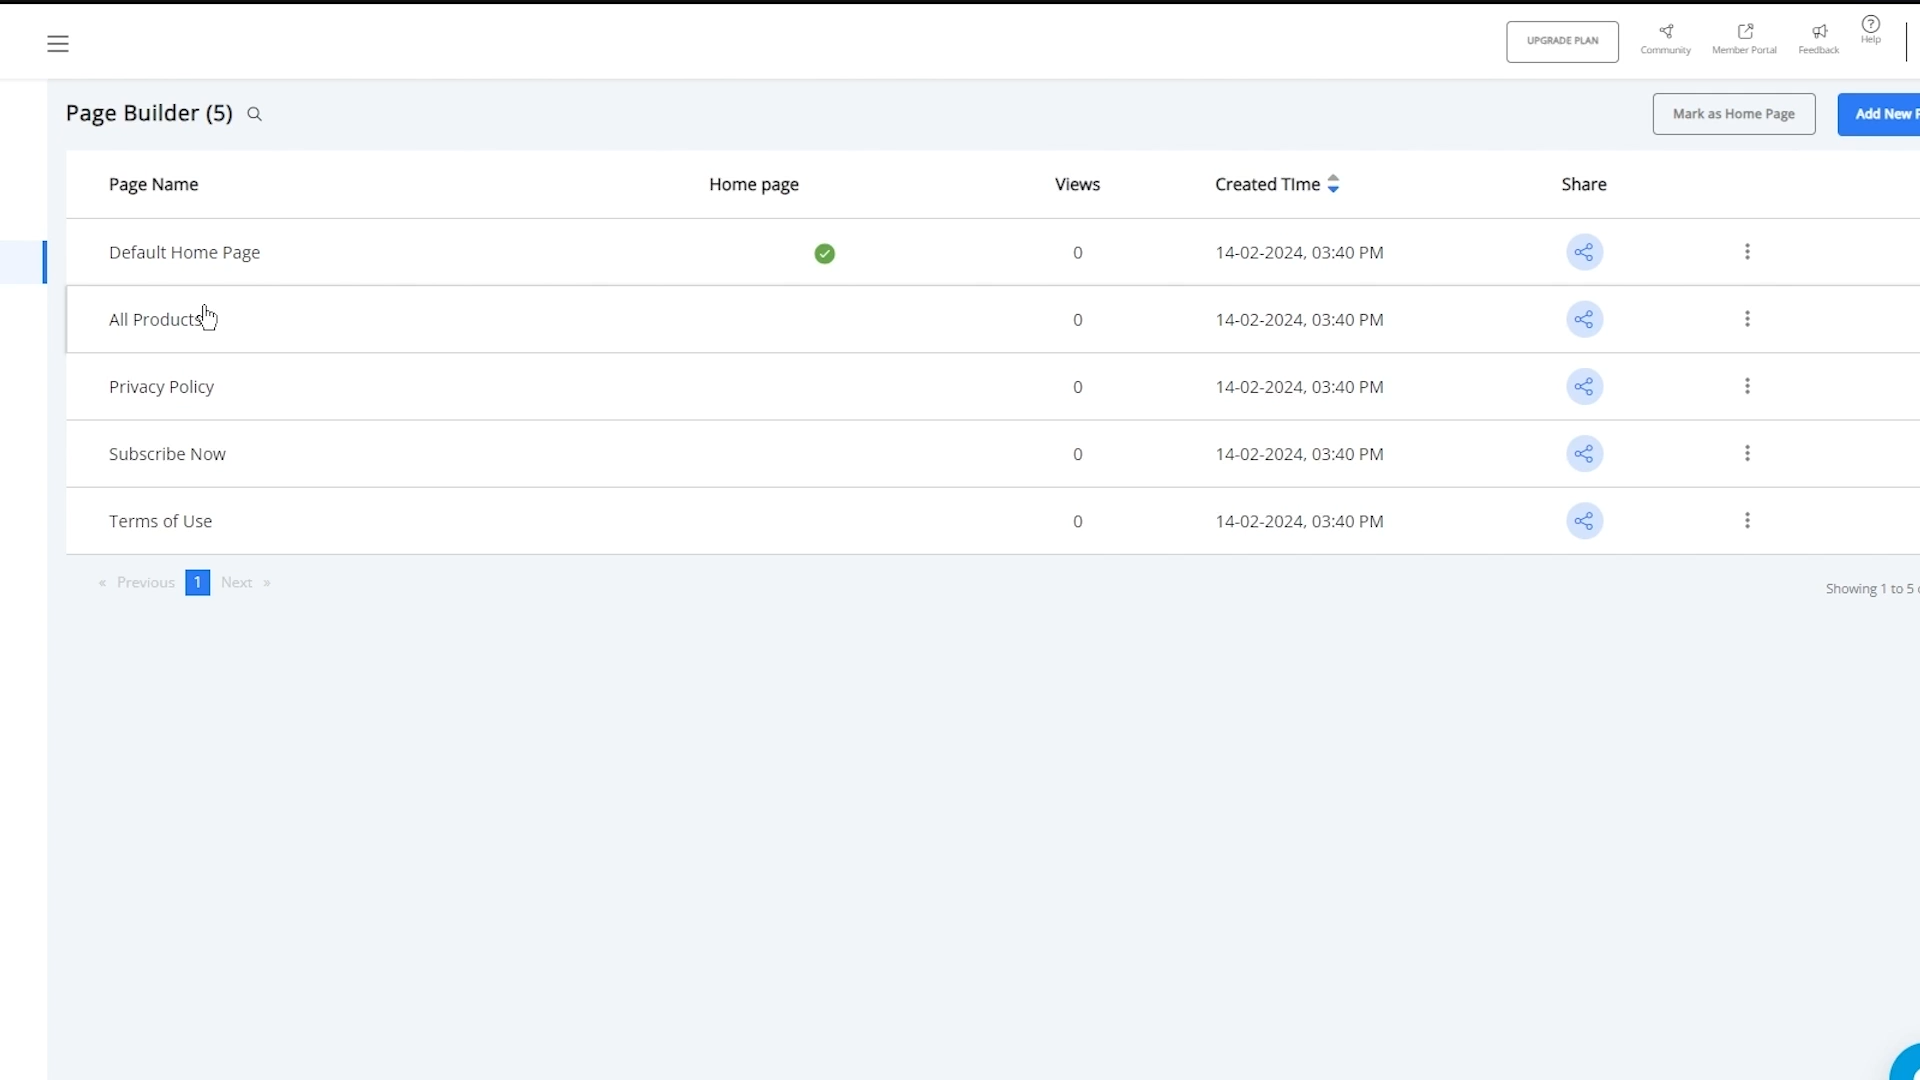 UPGRADE PLAN
Community
Member Portal
Feedback
Help
Page Builder (5)
Mark as Home Page
Add New
Page Name Home page Views Created TIme Share
Default Home Page 0 14-02-2024, 03:40 PM
All Products 0 14-02-2024, 03:40 PM
Privacy Policy 0 14-02-2024, 03:40 PM
Subscribe Now 0 14-02-2024, 03:40 PM
Terms of Use 0 14-02-2024, 03:40 PM
« Previous 1 Next »
Showing 1 to 5